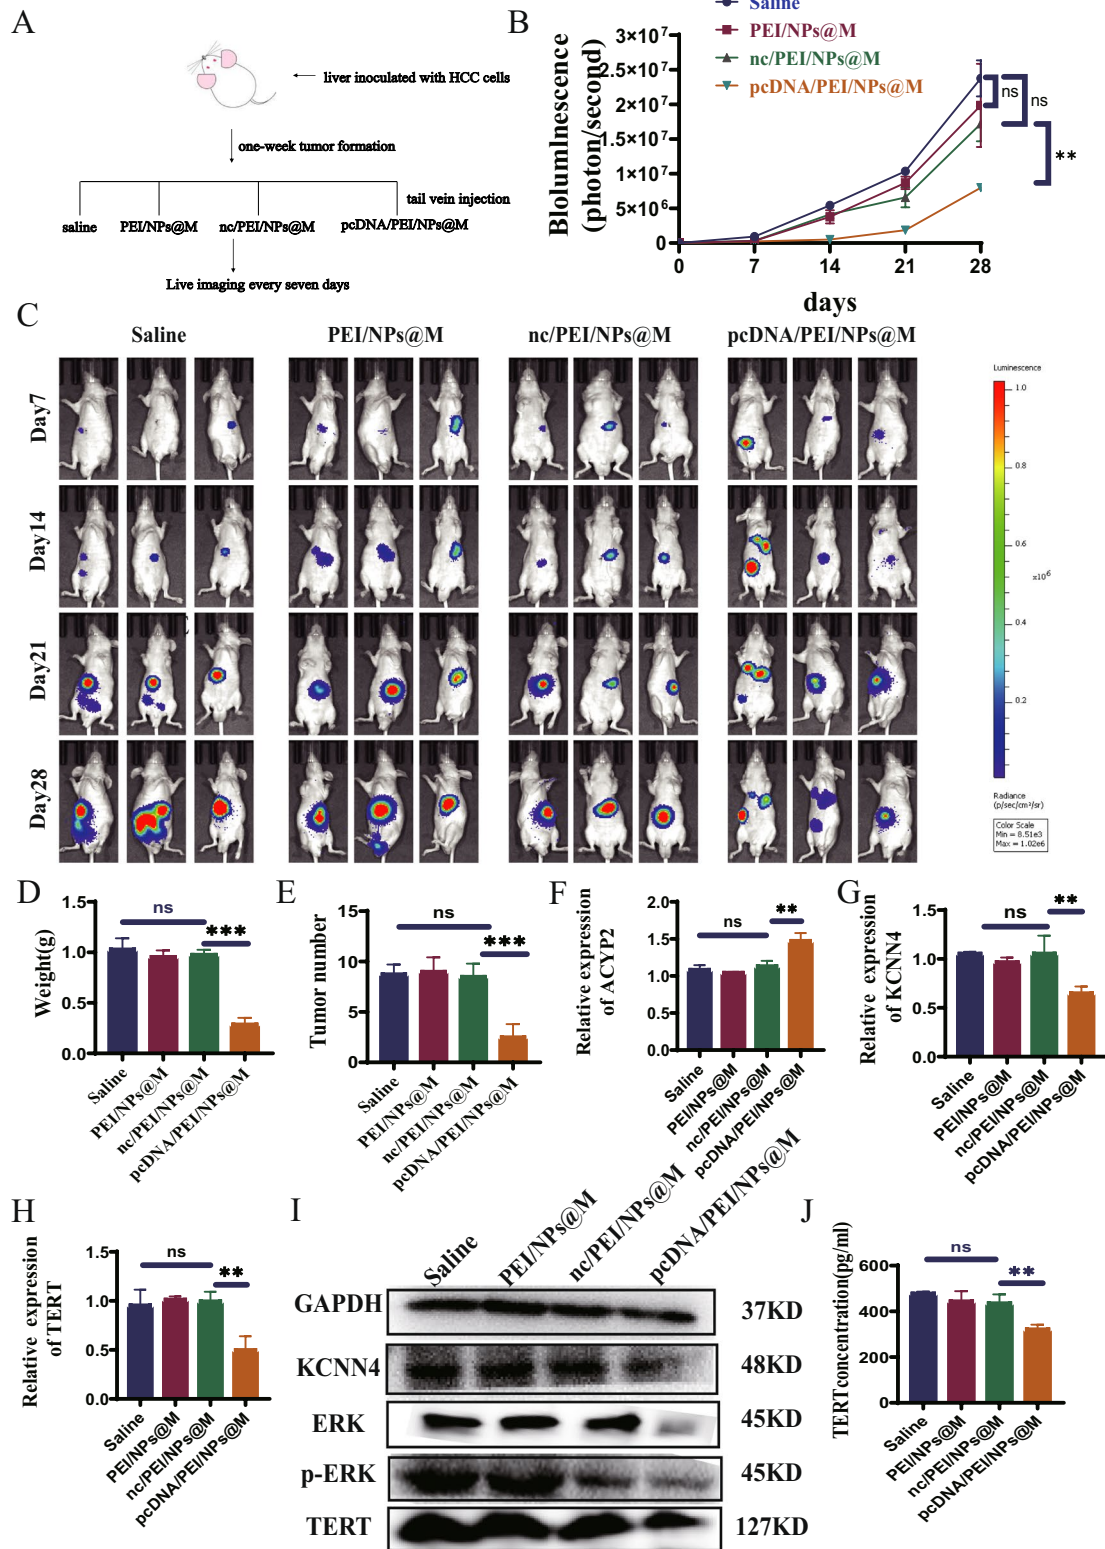 A
liver inoculated with HCC cells
one-week tumor formation
tail vein injection
saline PEI/NPs@M nc/PEI/NPs@M pcDNA/PEI/NPs@M
Live imaging every seven days
B
Saline
PEI/NPs@M
nc/PEI/NPs@M
pcDNA/PEI/NPs@M
Bloluminescence
(photon/second)
3×10⁷
2.5×10⁷
2×10⁷
1.5×10⁷
1×10⁷
5×10⁶
0
0 7 14 21 28
days
ns
ns
**
C
Saline PEI/NPs@M nc/PEI/NPs@M pcDNA/PEI/NPs@M
Day7
Day14
Day21
Day28
Luminescence
1.0
0.8
0.6
x10⁶
0.4
0.2
Radiance
(p/sec/cm²/sr)
Color Scale
Min = 8.51e3
Max = 1.02e6
D
Weight(g)
1.5
1.0
0.5
0.0
ns
***
Saline
PEI/NPs@M
nc/PEI/NPs@M
pcDNA/PEI/NPs@M
E
Tumor number
15
10
5
0
ns
***
Saline
PEI/NPs@M
nc/PEI/NPs@M
pcDNA/PEI/NPs@M
F
Relative expression
of ACYP2
2.0
1.5
1.0
0.5
0.0
ns
**
Saline
PEI/NPs@M
nc/PEI/NPs@M
pcDNA/PEI/NPs@M
G
Relative expression
of KCNN4
1.5
1.0
0.5
0.0
ns
**
Saline
PEI/NPs@M
nc/PEI/NPs@M
pcDNA/PEI/NPs@M
H
Relative expression
of TERT
1.5
1.0
0.5
0.0
ns
**
Saline
PEI/NPs@M
nc/PEI/NPs@M
pcDNA/PEI/NPs@M
I
Saline
PEI/NPs@M
nc/PEI/NPs@M
pcDNA/PEI/NPs@M
GAPDH 37KD
KCNN4 48KD
ERK 45KD
p-ERK 45KD
TERT 127KD
J
TERT concentration(pg/ml)
600
400
200
0
ns
**
Saline
PEI/NPs@M
nc/PEI/NPs@M
pcDNA/PEI/NPs@M